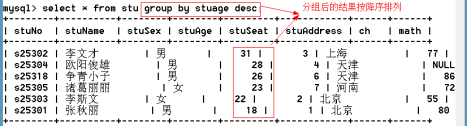 mysql> select * from stu group by stuage desc
分组后的结果按降序排列
| stuNo | stuName | stuSex | stuAge | stuSeat | stuAddress | ch | math |
| s25302 | 李文才 | 男 | 31 | 3 | 上海 | 77 |
| s25304 | 欧阳俊雄 | 男 | 28 | 4 | 天津 | NULL
| s25318 | 争青小子 | 男 | 26 | 6 | 天津 | 86
| s25305 | 诸葛丽丽 | 女 | 23 | 7 | 河南 | 72
| s25303 | 李斯文 | 女 | 22 | 2 | 北京 | 55 |
| s25301 | 张秋丽 | 男 | 18 | 1 | 北京 | 80